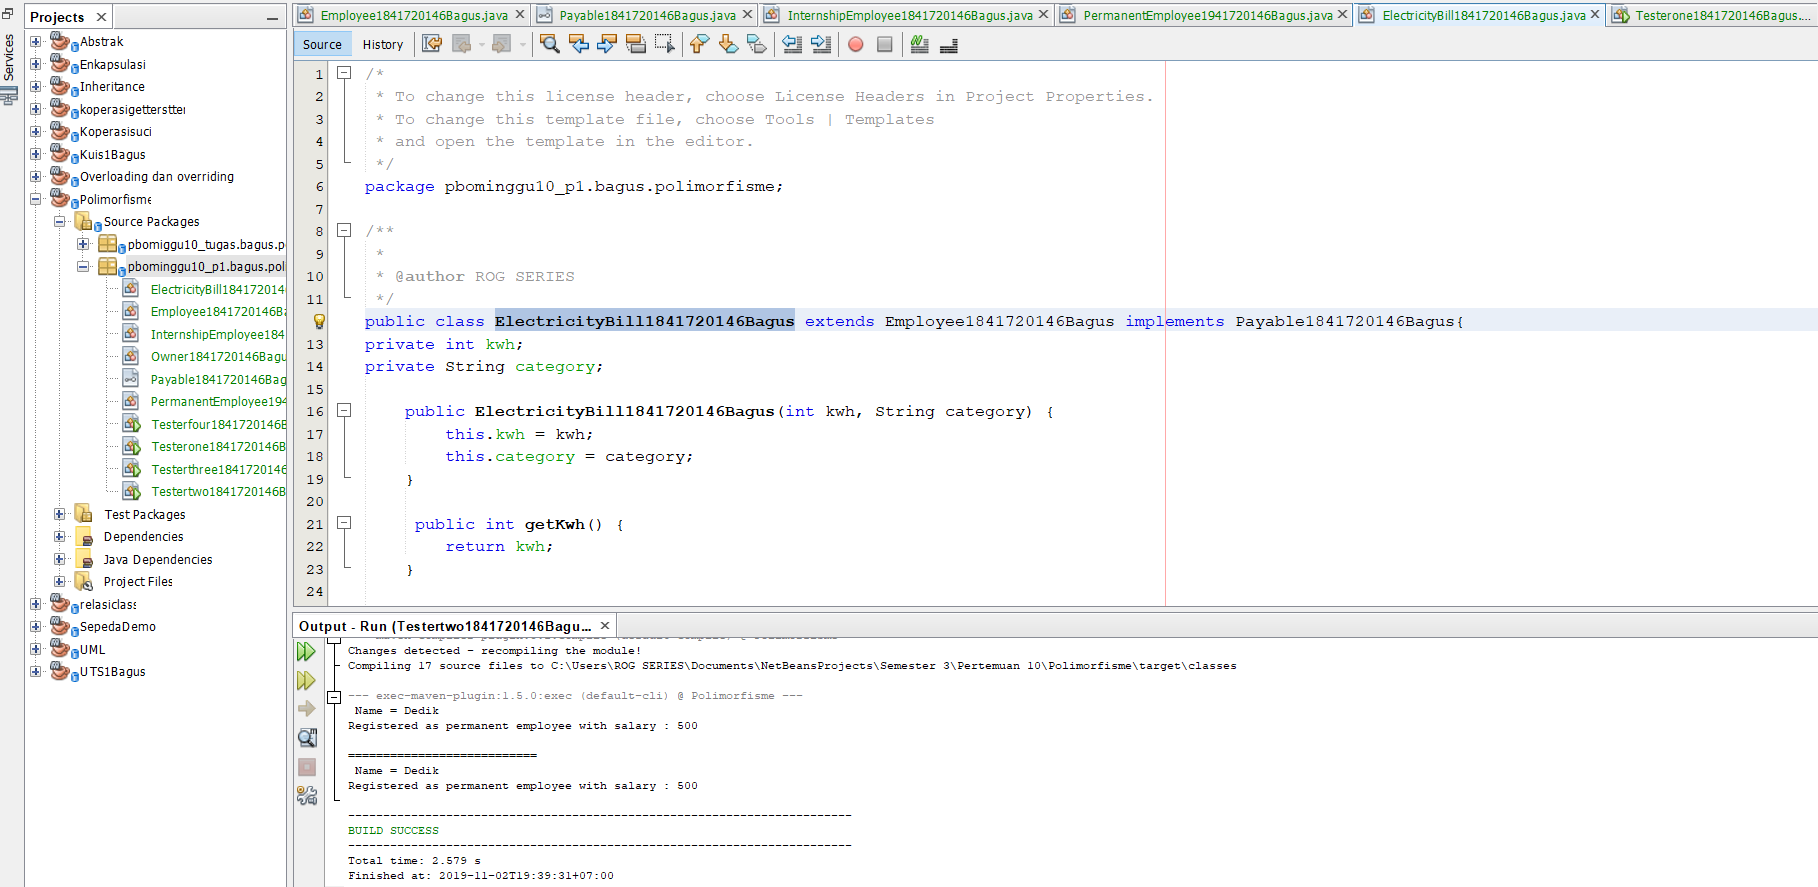 Services
Projects
Abstrak
Enkapsulasi
Inheritance
koperasigetterstter
Koperasisuci
Kuis1Bagus
Overloading dan overriding
Polimorfisme
Source Packages
pbomiggu10_tugas.bagus.p
pbominggu10_p1.bagus.pol
ElectricityBill184172014
Employee1841720146B
InternshipEmployee184
Owner1841720146Bagu
Payable1841720146Bag
PermanentEmployee194
Testerfour1841720146B
Testerone1841720146B
Testerthree1841720146
Testertwo1841720146B
Test Packages
Dependencies
Java Dependencies
Project Files
relasiclass
SepedaDemo
UML
UTS1Bagus
Employee1841720146Bagus.java
Payable1841720146Bagus.java
InternshipEmployee1841720146Bagus.java
PermanentEmployee1941720146Bagus.java
ElectricityBill1841720146Bagus.java
Testerone1841720146Bagus....
Source History
1 /*
2 * To change this license header, choose License Headers in Project Properties.
3 * To change this template file, choose Tools | Templates
4 * and open the template in the editor.
5 */
6 package pbominggu10_p1.bagus.polimorfisme;
7
8 /**
9 *
10 * @author ROG SERIES
11 */
public class ElectricityBill1841720146Bagus extends Employee1841720146Bagus implements Payable1841720146Bagus{
13 private int kwh;
14 private String category;
15
16 public ElectricityBill1841720146Bagus(int kwh, String category) {
17 this.kwh = kwh;
18 this.category = category;
19 }
20
21 public int getKwh() {
22 return kwh;
23 }
24
Output - Run (Testertwo1841720146Bagu...
Changes detected - recompiling the module!
Compiling 17 source files to C:\Users\ROG SERIES\Documents\NetBeansProjects\Semester 3\Pertemuan 10\Polimorfisme\target\classes
--- exec-maven-plugin:1.5.0:exec (default-cli) @ Polimorfisme ---
Name = Dedik
Registered as permanent employee with salary : 500
===========================
Name = Dedik
Registered as permanent employee with salary : 500
------------------------------------------------------------------------
BUILD SUCCESS
------------------------------------------------------------------------
Total time: 2.579 s
Finished at: 2019-11-02T19:39:31+07:00